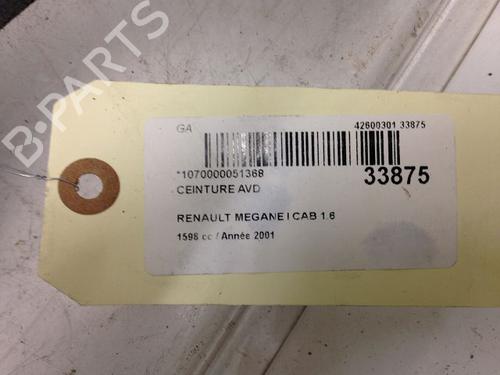 B-PARTS
GA 42600301 33875
*1070000051368 33875
CEINTURE AVD
RENAULT MEGANE I CAB 1.6
1598 cc / Année 2001